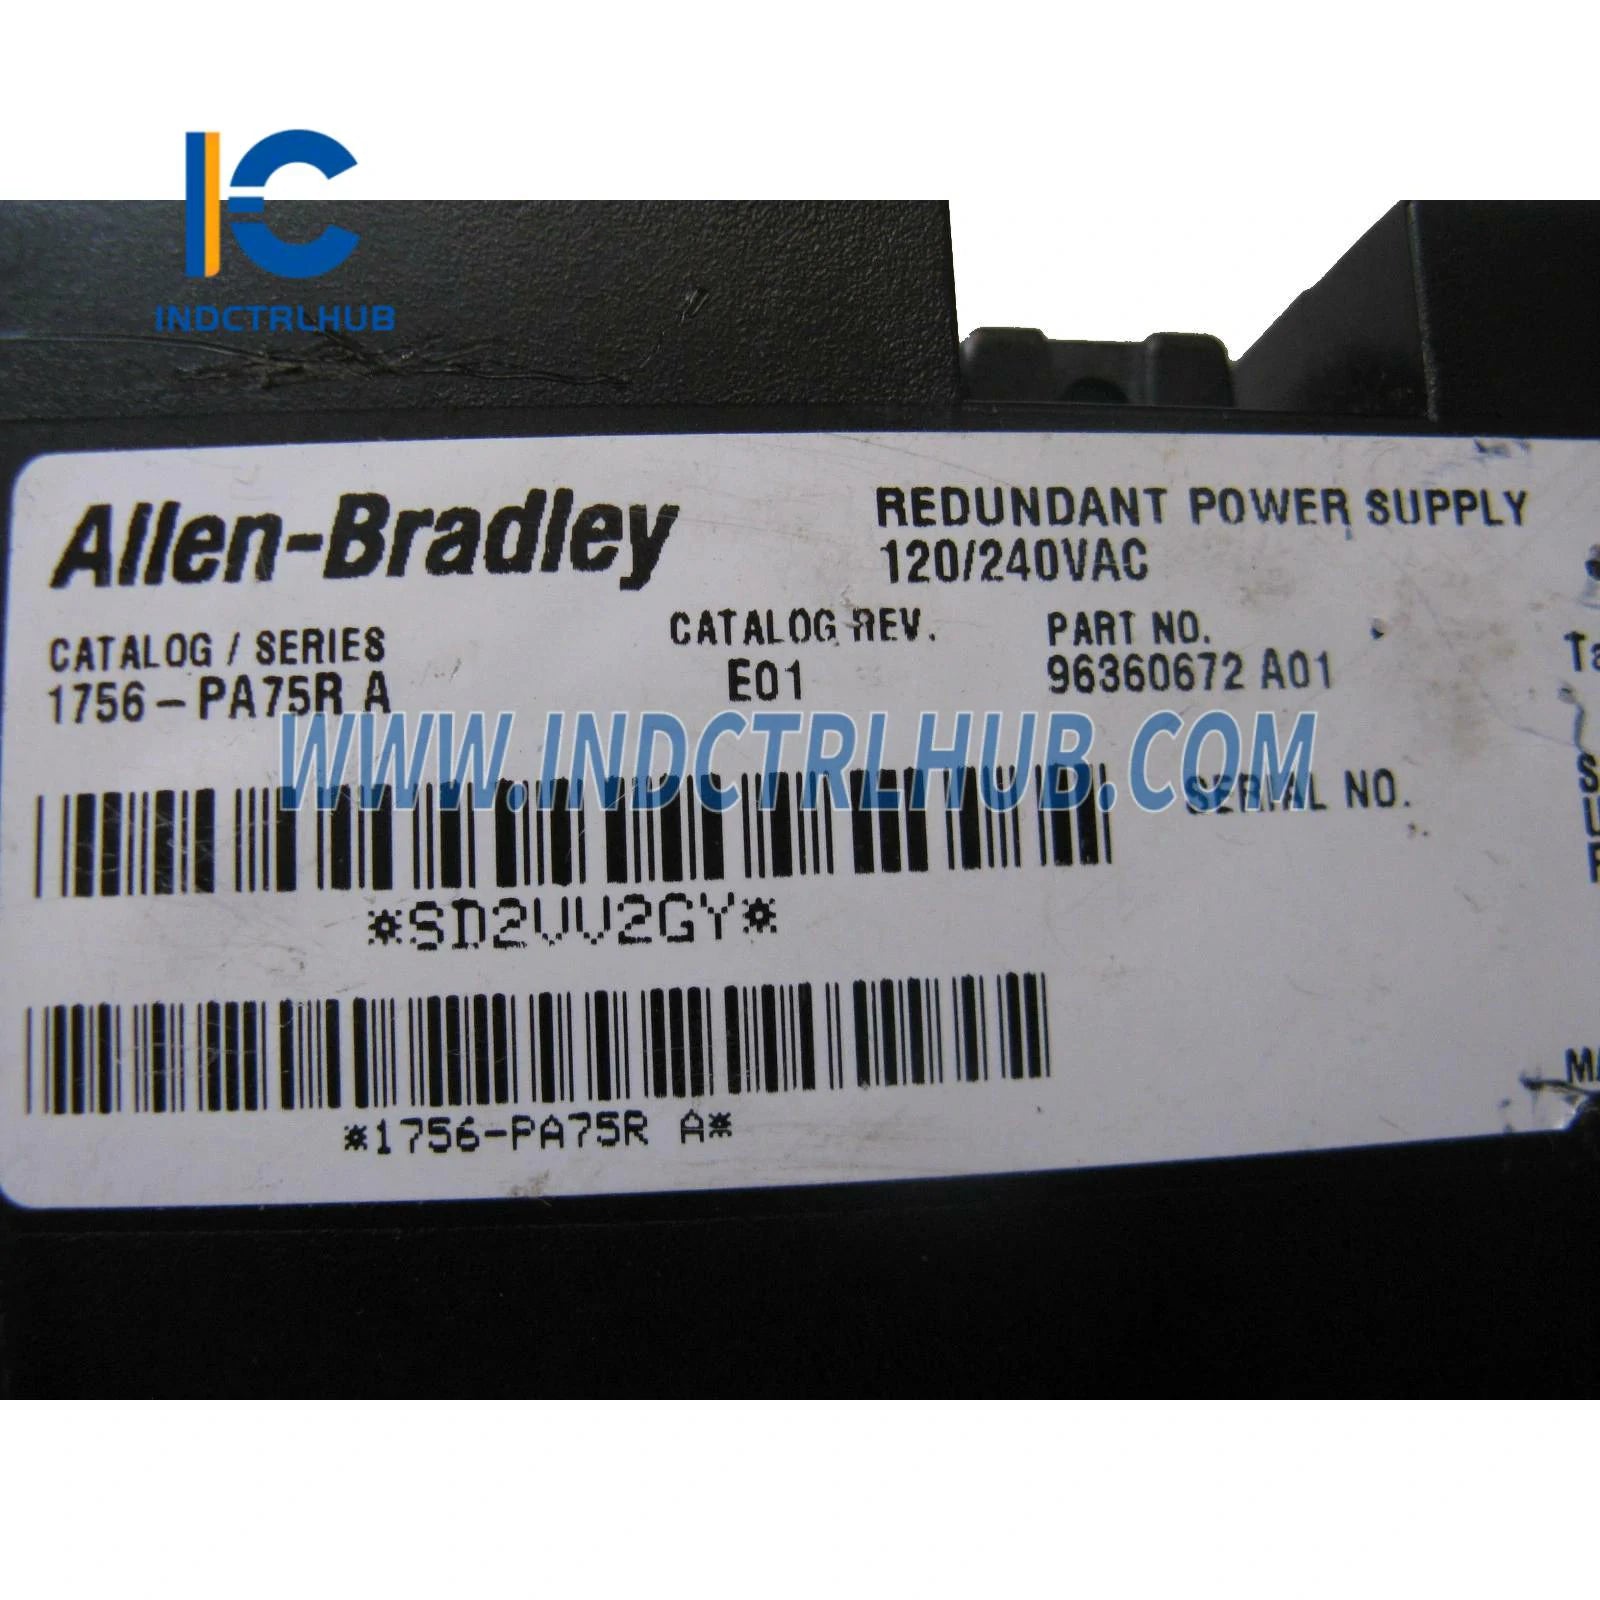 INDCTRLHUB
Allen-Bradley
REDUNDANT POWER SUPPLY
120/240VAC
CATALOG / SERIES
1756-PA75R A
CATALOG REV.
E01
PART NO.
96360672 A01
WWW.INDCTRLHUB.COM
SERIAL NO.
*SD2VV2GY*
*1756-PA75R A*